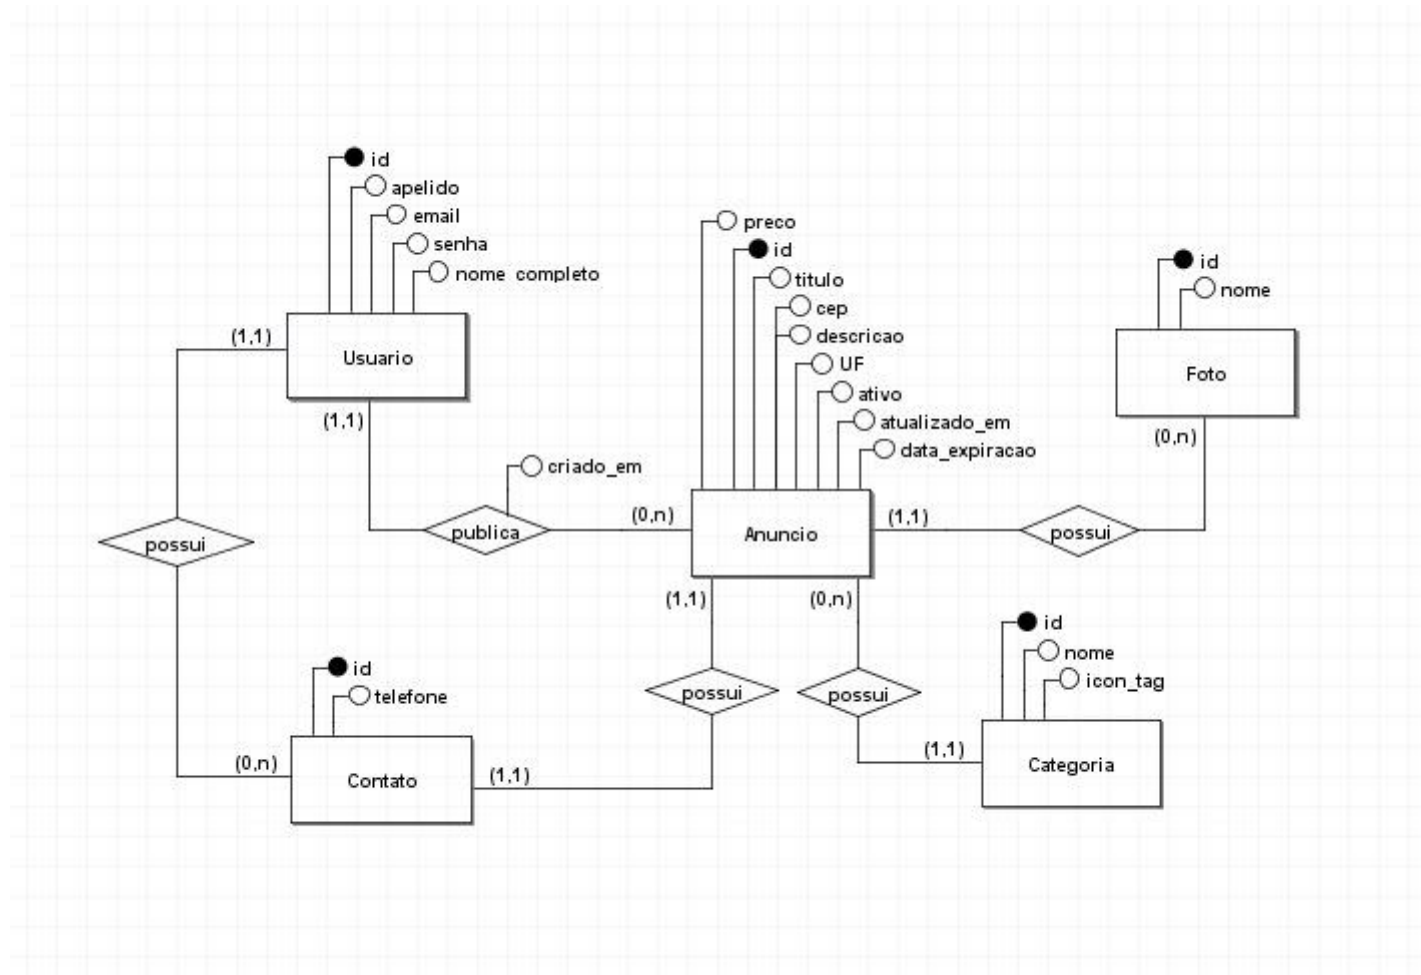 id
apelido
email
senha
nome completo
(1,1)
Usuario
(1,1)
preco
id
titulo
cep
descricao
UF
ativo
atualizado_em
data_expiracao
id
nome
Foto
(0,n)
criado_em
publica
(0,n)
Anuncio
(1,1)
possui
possui
(1,1)
(0,n)
possui
possui
id
telefone
(0,n)
Contato
(1,1)
id
nome
icon_tag
(1,1)
Categoria